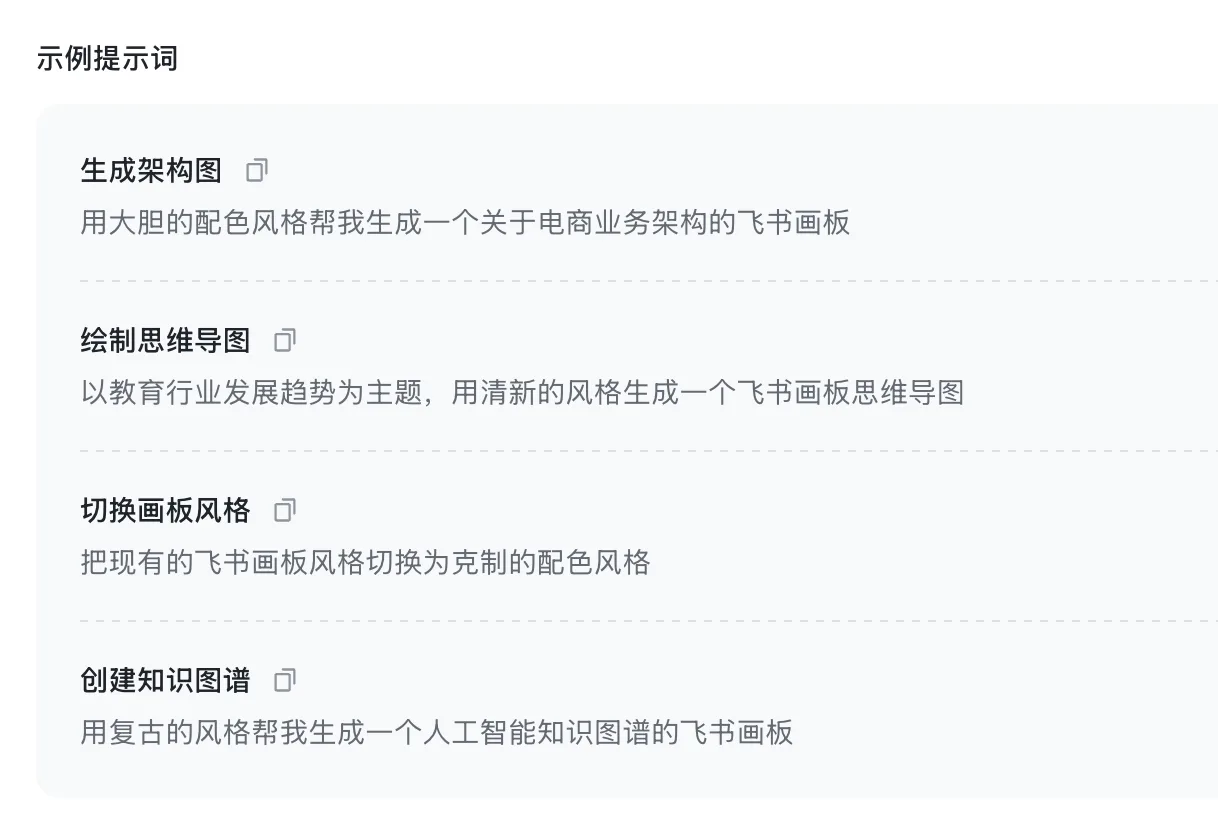 示例提示词
生成架构图
用大胆的配色风格帮我生成一个关于电商业务架构的飞书画板
绘制思维导图
以教育行业发展趋势为主题，用清新的风格生成一个飞书画板思维导图
切换画板风格
把现有的飞书画板风格切换为克制的配色风格
创建知识图谱
用复古的风格帮我生成一个人工智能知识图谱的飞书画板